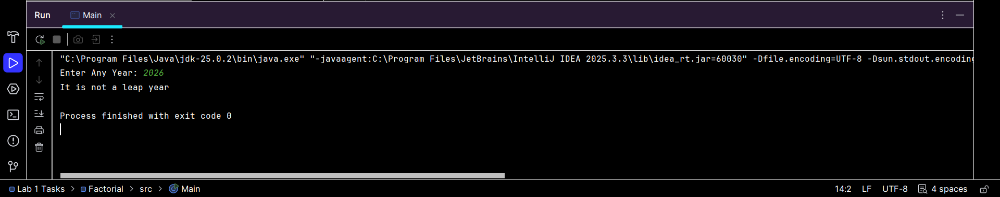 Run Main
"C:\Program Files\Java\jdk-25.0.2\bin\java.exe" "-javaagent:C:\Program Files\JetBrains\IntelliJ IDEA 2025.3.3\lib\idea_rt.jar=60030" -Dfile.encoding=UTF-8 -Dsun.stdout.encoding
Enter Any Year: 2026
It is not a leap year
Process finished with exit code 0
Lab 1 Tasks > Factorial > src > Main 14:2 LF UTF-8 4 spaces